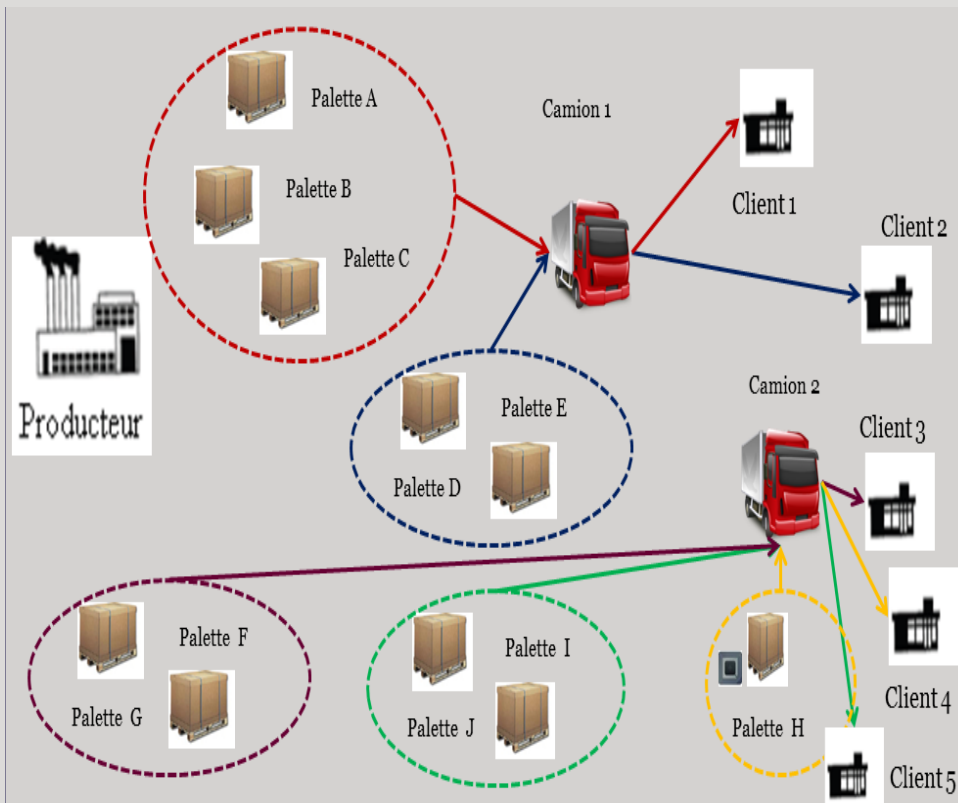 Palette A
Camion 1
Palette B
Client 1
Palette C
Client 2
Producteur
Palette E
Camion 2
Client 3
Palette D
Palette F
Palette I
Palette G
Palette J
Palette H
Client 4
Client 5